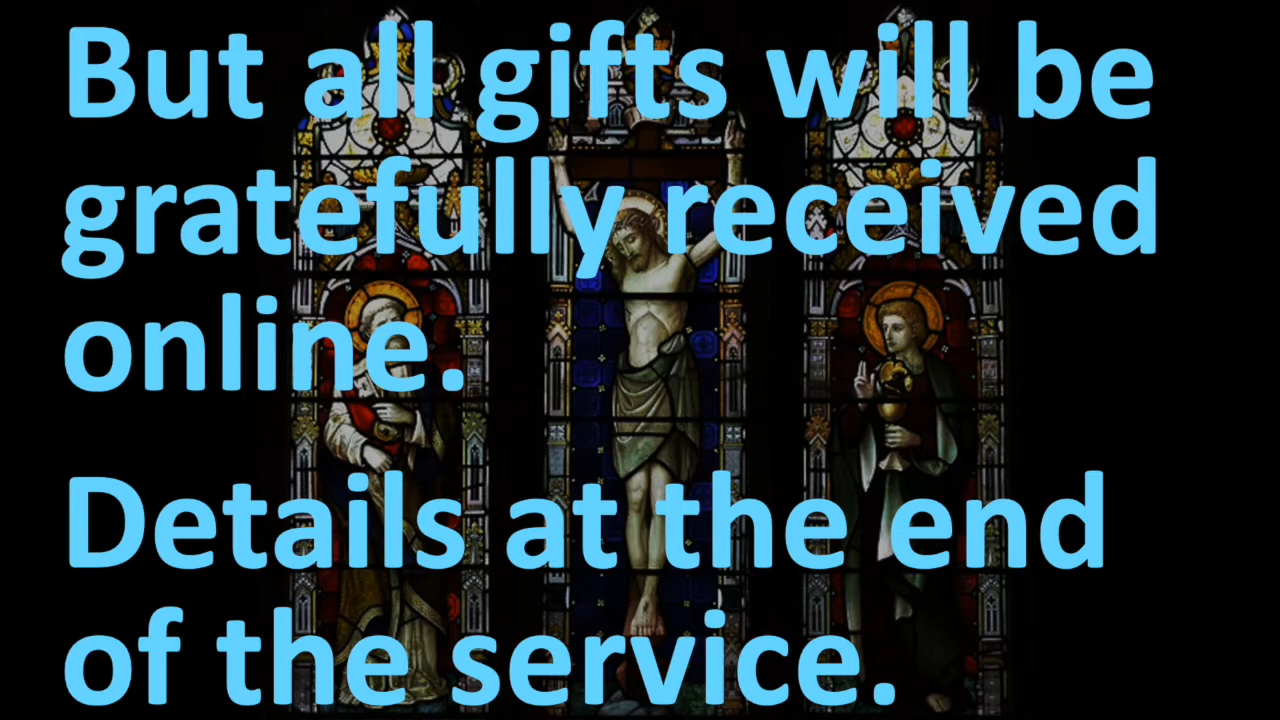 But all gifts will be
gratefully received
online.
Details at the end
of the service.